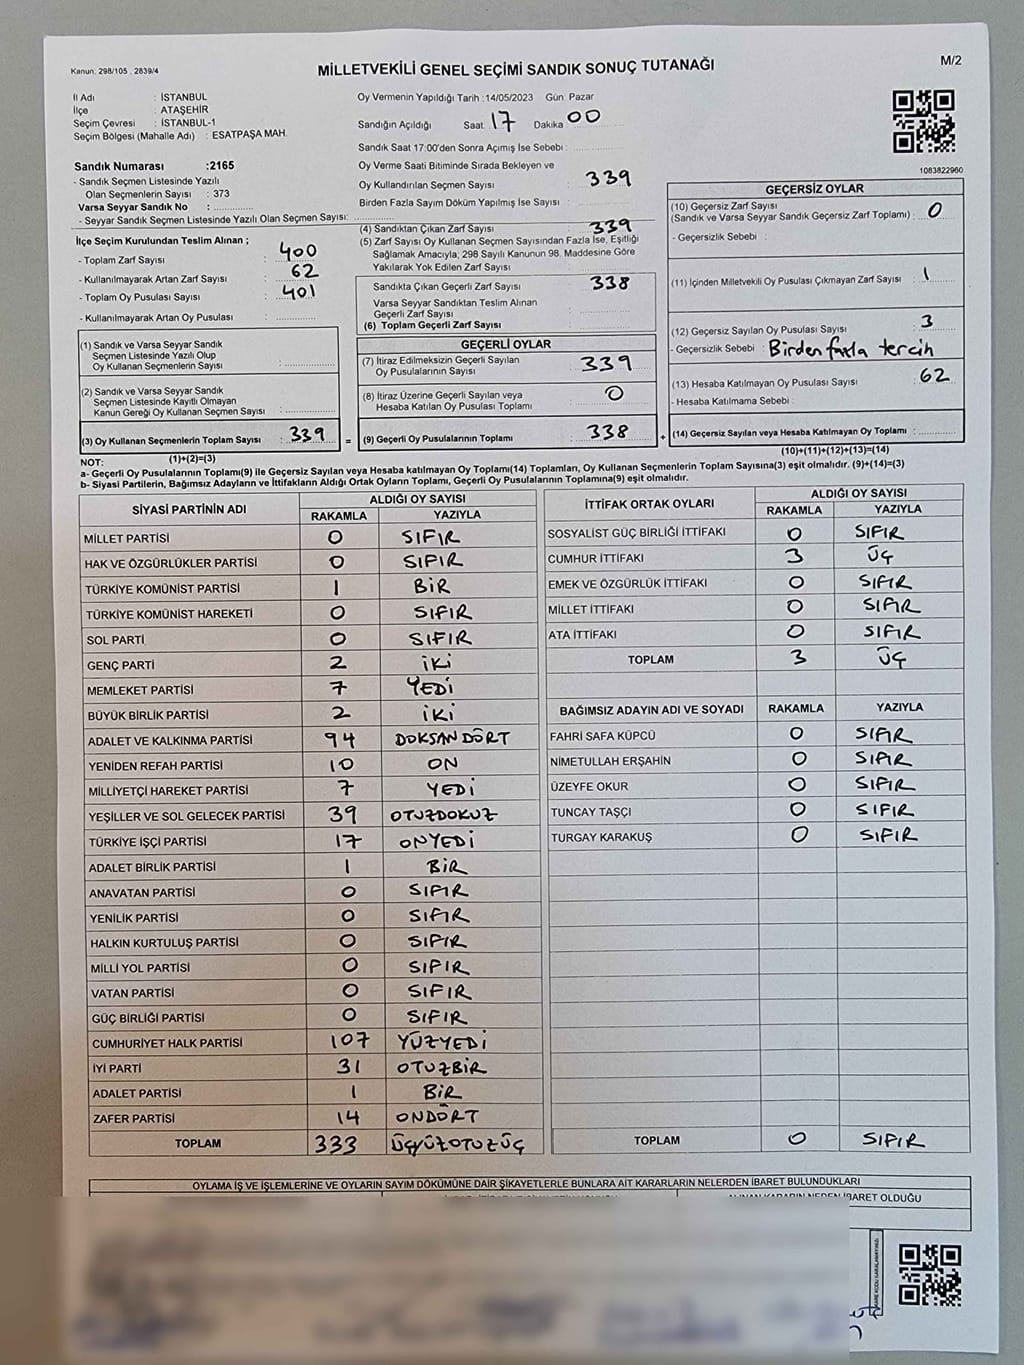 Kanun: 298/105 , 2839/4
MİLLETVEKİLİ GENEL SEÇİMİ SANDIK SONUÇ TUTANAĞI
M/2
İl Adı : İSTANBUL
İlçe : ATAŞEHİR
Seçim Çevresi : İSTANBUL-1
Seçim Bölgesi (Mahalle Adı) : ESATPAŞA MAH.
Sandık Numarası :2165
- Sandık Seçmen Listesinde Yazılı
Olan Seçmenlerin Sayısı : 373
Varsa Seyyar Sandık No :
- Seyyar Sandık Seçmen Listesinde Yazılı Olan Seçmen Sayısı:
Oy Vermenin Yapıldığı Tarih :14/05/2023 Gün: Pazar
Sandığın Açıldığı Saat. 17 Dakika 00
Sandık Saat 17:00'den Sonra Açımış İse Sebebi :
Oy Verme Saati Bitiminde Sırada Bekleyen ve
Oy Kullandırılan Seçmen Sayısı : 339
Birden Fazla Sayım Döküm Yapılmış İse Sayısı :
1083822960
İlçe Seçim Kurulundan Teslim Alınan ;
- Toplam Zarf Sayısı : 400
- Kullanılmayarak Artan Zarf Sayısı : 62
- Toplam Oy Pusulası Sayısı : 401
- Kullanılmayarak Artan Oy Pusulası :
(4) Sandıktan Çıkan Zarf Sayısı : 339
(5) Zarf Sayısı Oy Kullanan Seçmen Sayısından Fazla İse, Eşitliği
Sağlamak Amacıyla; 298 Sayılı Kanunun 98. Maddesine Göre
Yakılarak Yok Edilen Zarf Sayısı :
Sandıkta Çıkan Geçerli Zarf Sayısı : 338
Varsa Seyyar Sandıktan Teslim Alınan
Geçerli Zarf Sayısı :
(6) Toplam Geçerli Zarf Sayısı :
GEÇERSİZ OYLAR
(10) Geçersiz Zarf Sayısı
(Sandık ve Varsa Seyyar Sandık Geçersiz Zarf Toplamı) : 0
- Geçersizlik Sebebi :
(11) İçinden Milletvekili Oy Pusulası Çıkmayan Zarf Sayısı : 1
(12) Geçersiz Sayılan Oy Pusulası Sayısı : 3
- Geçersizlik Sebebi : Birden fazla tercih
(13) Hesaba Katılmayan Oy Pusulası Sayısı : 62
- Hesaba Katılmama Sebebi :
(14) Geçersiz Sayılan veya Hesaba Katılmayan Oy Toplamı :
(10)+(11)+(12)+(13)=(14)
(1) Sandık ve Varsa Seyyar Sandık
Seçmen Listesinde Yazılı Olup
Oy Kullanan Seçmenlerin Sayısı :
(2) Sandık ve Varsa Seyyar Sandık
Seçmen Listesinde Kayıtlı Olmayan
Kanun Gereği Oy Kullanan Seçmen Sayısı :
(3) Oy Kullanan Seçmenlerin Toplam Sayısı : 339
(1)+(2)=(3)
GEÇERLİ OYLAR
(7) İtiraz Edilmeksizin Geçerli Sayılan
Oy Pusulalarının Sayısı : 339
(8) İtiraz Üzerine Geçerli Sayılan veya
Hesaba Katılan Oy Pusulası Toplamı : 0
= (9) Geçerli Oy Pusulalarının Toplamı : 338 +
NOT:
a- Geçerli Oy Pusulalarının Toplamı(9) ile Geçersiz Sayılan veya Hesaba katılmayan Oy Toplamı(14) Toplamları, Oy Kullanan Seçmenlerin Toplam Sayısına(3) eşit olmalıdır. (9)+(14)=(3)
b- Siyasi Partilerin, Bağımsız Adayların ve İttifakların Aldığı Ortak Oyların Toplamı, Geçerli Oy Pusulalarının Toplamına(9) eşit olmalıdır.
SİYASİ PARTİNİN ADI ALDIĞI OY SAYISI
RAKAMLA YAZIYLA
MİLLET PARTİSİ 0 SIFIR
HAK VE ÖZGÜRLÜKLER PARTİSİ 0 SIFIR
TÜRKİYE KOMÜNİST PARTİSİ 1 BİR
TÜRKİYE KOMÜNİST HAREKETİ 0 SIFIR
SOL PARTİ 0 SIFIR
GENÇ PARTİ 2 İKİ
MEMLEKET PARTİSİ 7 YEDİ
BÜYÜK BİRLİK PARTİSİ 2 İKİ
ADALET VE KALKINMA PARTİSİ 94 DOKSAN DÖRT
YENİDEN REFAH PARTİSİ 10 ON
MİLLİYETÇİ HAREKET PARTİSİ 7 YEDİ
YEŞİLLER VE SOL GELECEK PARTİSİ 39 OTUZDOKUZ
TÜRKİYE İŞÇİ PARTİSİ 17 ONYEDİ
ADALET BİRLİK PARTİSİ 1 BİR
ANAVATAN PARTİSİ 0 SIFIR
YENİLİK PARTİSİ 0 SIFIR
HALKIN KURTULUŞ PARTİSİ 0 SIFIR
MİLLİ YOL PARTİSİ 0 SIFIR
VATAN PARTİSİ 0 SIFIR
GÜÇ BİRLİĞİ PARTİSİ 0 SIFIR
CUMHURİYET HALK PARTİSİ 107 YÜZYEDİ
İYİ PARTİ 31 OTUZBİR
ADALET PARTİSİ 1 BİR
ZAFER PARTİSİ 14 ONDÖRT
TOPLAM 333 ÜÇYÜZOTUZÜÇ
İTTİFAK ORTAK OYLARI ALDIĞI OY SAYISI
RAKAMLA YAZIYLA
SOSYALİST GÜÇ BİRLİĞİ İTTİFAKI 0 SIFIR
CUMHUR İTTİFAKI 3 ÜÇ
EMEK VE ÖZGÜRLÜK İTTİFAKI 0 SIFIR
MİLLET İTTİFAKI 0 SIFIR
ATA İTTİFAKI 0 SIFIR
TOPLAM 3 ÜÇ
BAĞIMSIZ ADAYIN ADI VE SOYADI RAKAMLA YAZIYLA
FAHRİ SAFA KÜPCÜ 0 SIFIR
NİMETULLAH ERŞAHİN 0 SIFIR
ÜZEYFE OKUR 0 SIFIR
TUNCAY TAŞÇI 0 SIFIR
TURGAY KARAKUŞ 0 SIFIR
TOPLAM 0 SIFIR
OYLAMA İŞ VE İŞLEMLERİNE VE OYLARIN SAYIM DÖKÜMÜNE DAİR ŞİKAYETLERLE BUNLARA AİT KARARLARIN NELERDEN İBARET BULUNDUKLARI
İBARET OLDUĞU